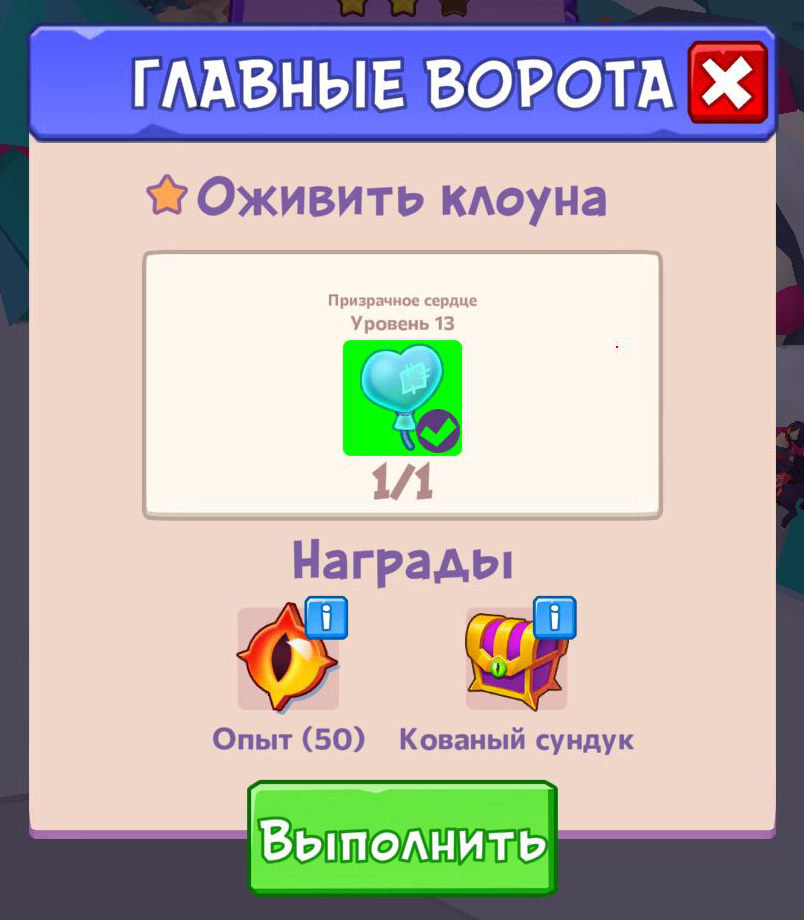 ГЛАВНЫЕ ВОРОТА
Оживить клоуна
Призрачное сердце
Уровень 13
1/1
Награды
i
i
Опыт (50)
Кованый сундук
Выполнить